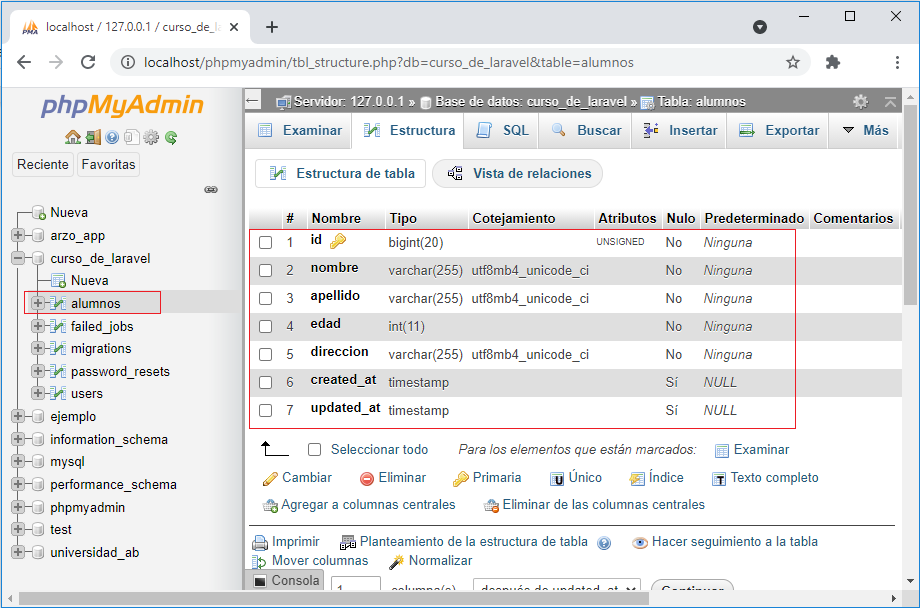 localhost / 127.0.0.1 / curso_de_la
localhost/phpmyadmin/tbl_structure.php?db=curso_de_laravel&table=alumnos
phpMyAdmin
Reciente Favoritas
Nueva
arzo_app
curso_de_laravel
Nueva
alumnos
failed_jobs
migrations
password_resets
users
ejemplo
information_schema
mysql
performance_schema
phpmyadmin
test
universidad_ab
Servidor: 127.0.0.1 » Base de datos: curso_de_laravel » Tabla: alumnos
Examinar Estructura SQL Buscar Insertar Exportar Más
Estructura de tabla Vista de relaciones
# Nombre Tipo Cotejamiento Atributos Nulo Predeterminado Comentarios
1 id bigint(20) UNSIGNED No Ninguna
2 nombre varchar(255) utf8mb4_unicode_ci No Ninguna
3 apellido varchar(255) utf8mb4_unicode_ci No Ninguna
4 edad int(11) No Ninguna
5 direccion varchar(255) utf8mb4_unicode_ci No Ninguna
6 created_at timestamp Sí NULL
7 updated_at timestamp Sí NULL
Seleccionar todo Para los elementos que están marcados: Examinar
Cambiar Eliminar Primaria Único Índice Texto completo
Agregar a columnas centrales Eliminar de las columnas centrales
Imprimir Planteamiento de la estructura de tabla Hacer seguimiento a la tabla
Mover columnas Normalizar
Consola 1 columna(s) después de updated_at Continuar